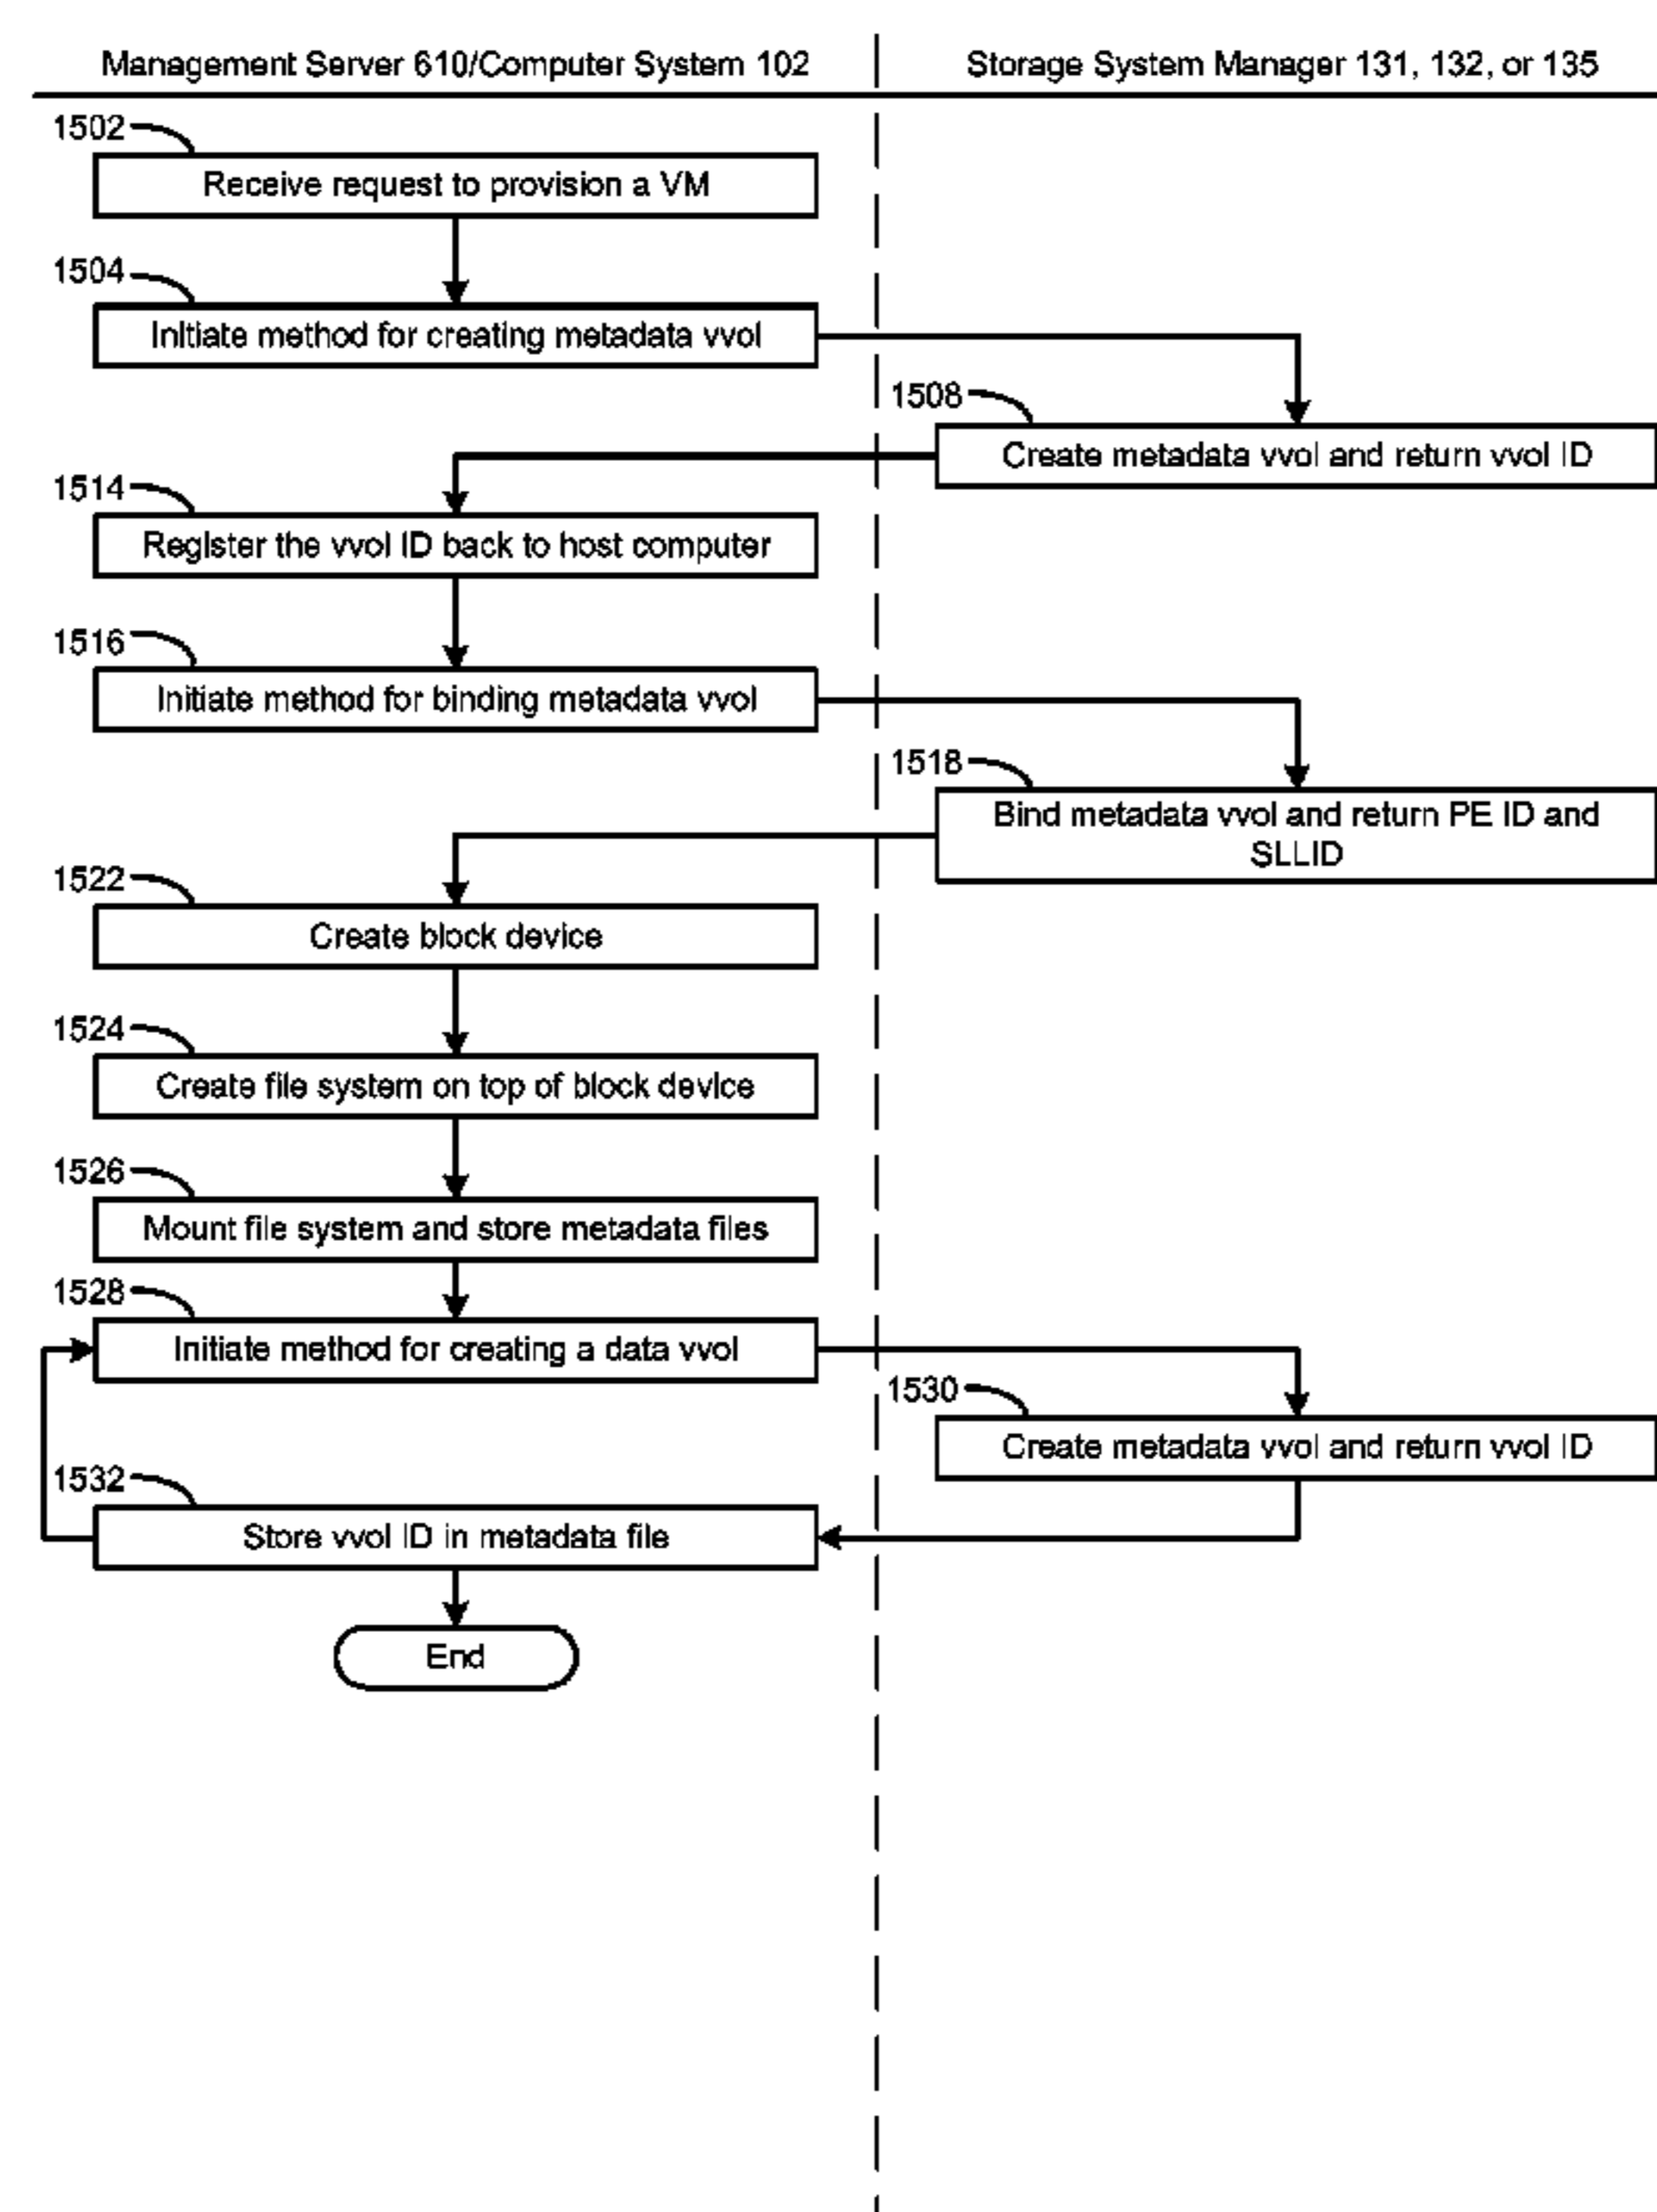 Management Server 610/Computer System 102
Storage System Manager 131, 132, or 135
1502
Receive request to provision a VM
1504
Initiate method for creating metadata vvol
1508
Create metadata vvol and return vvol ID
1514
Register the vvol ID back to host computer
1516
Initiate method for binding metadata vvol
1518
Bind metadata vvol and return PE ID and
SLLID
1522
Create block device
1524
Create file system on top of block device
1526
Mount file system and store metadata files
1528
Initiate method for creating a data vvol
1530
Create metadata vvol and return vvol ID
1532
Store vvol ID in metadata file
End